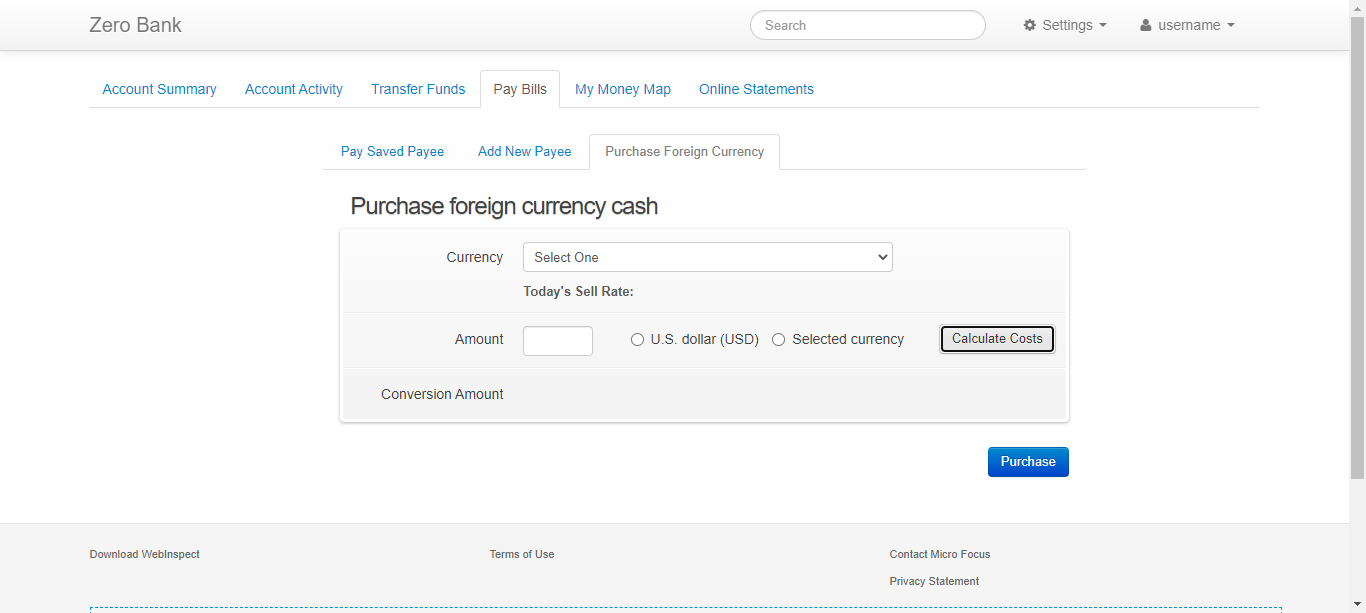 Zero Bank Search Settings username
Account Summary Account Activity Transfer Funds Pay Bills My Money Map Online Statements
Pay Saved Payee Add New Payee Purchase Foreign Currency
Purchase foreign currency cash
Currency Select One
Today's Sell Rate:
Amount U.S. dollar (USD) Selected currency Calculate Costs
Conversion Amount
Purchase
Download WebInspect Terms of Use Contact Micro Focus
Privacy Statement